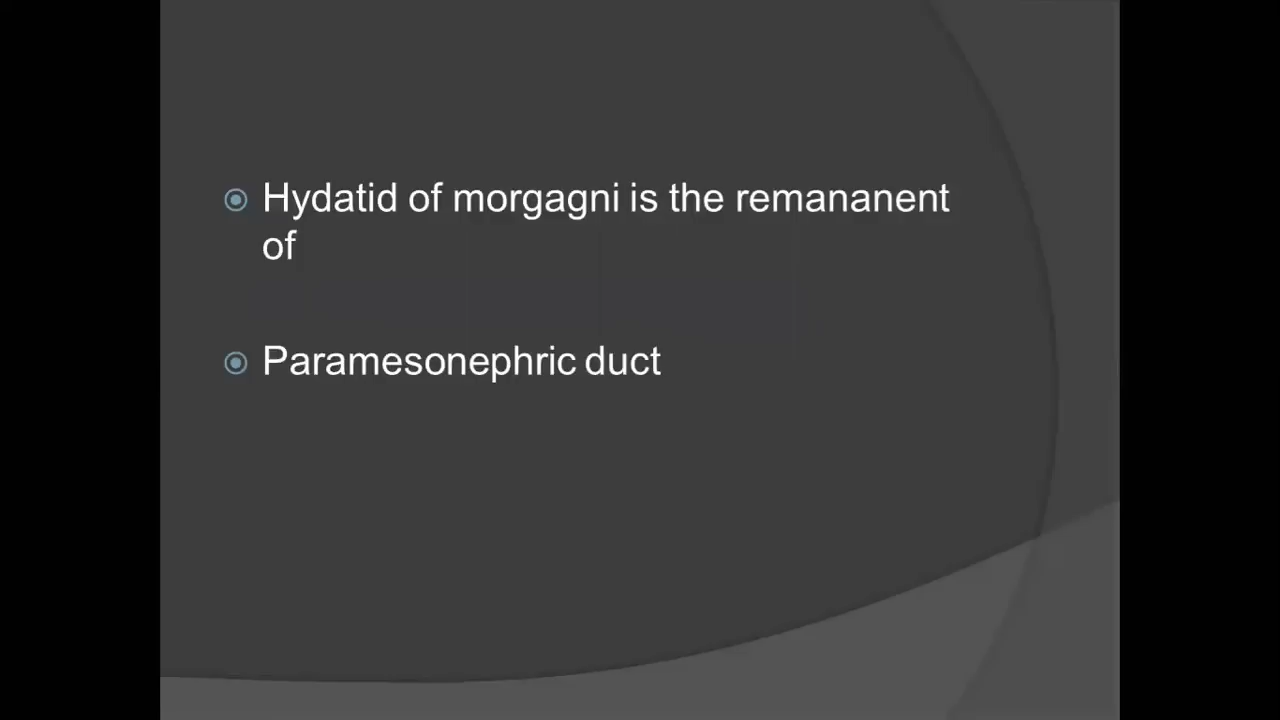 Hydatid of morgagni is the remananent
of
Paramesonephric duct